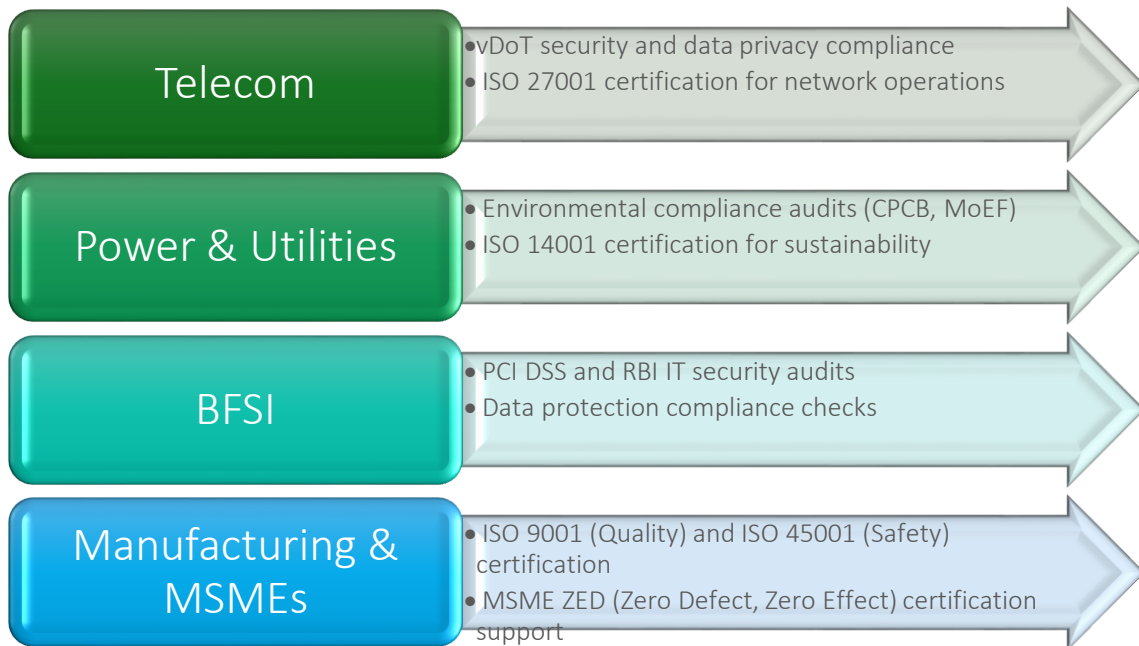 Telecom
•vDoT security and data privacy compliance
• ISO 27001 certification for network operations
Power & Utilities
• Environmental compliance audits (CPCB, MoEF)
• ISO 14001 certification for sustainability
BFSI
• PCI DSS and RBI IT security audits
• Data protection compliance checks
Manufacturing &
MSMEs
• ISO 9001 (Quality) and ISO 45001 (Safety)
certification
• MSME ZED (Zero Defect, Zero Effect) certification
support